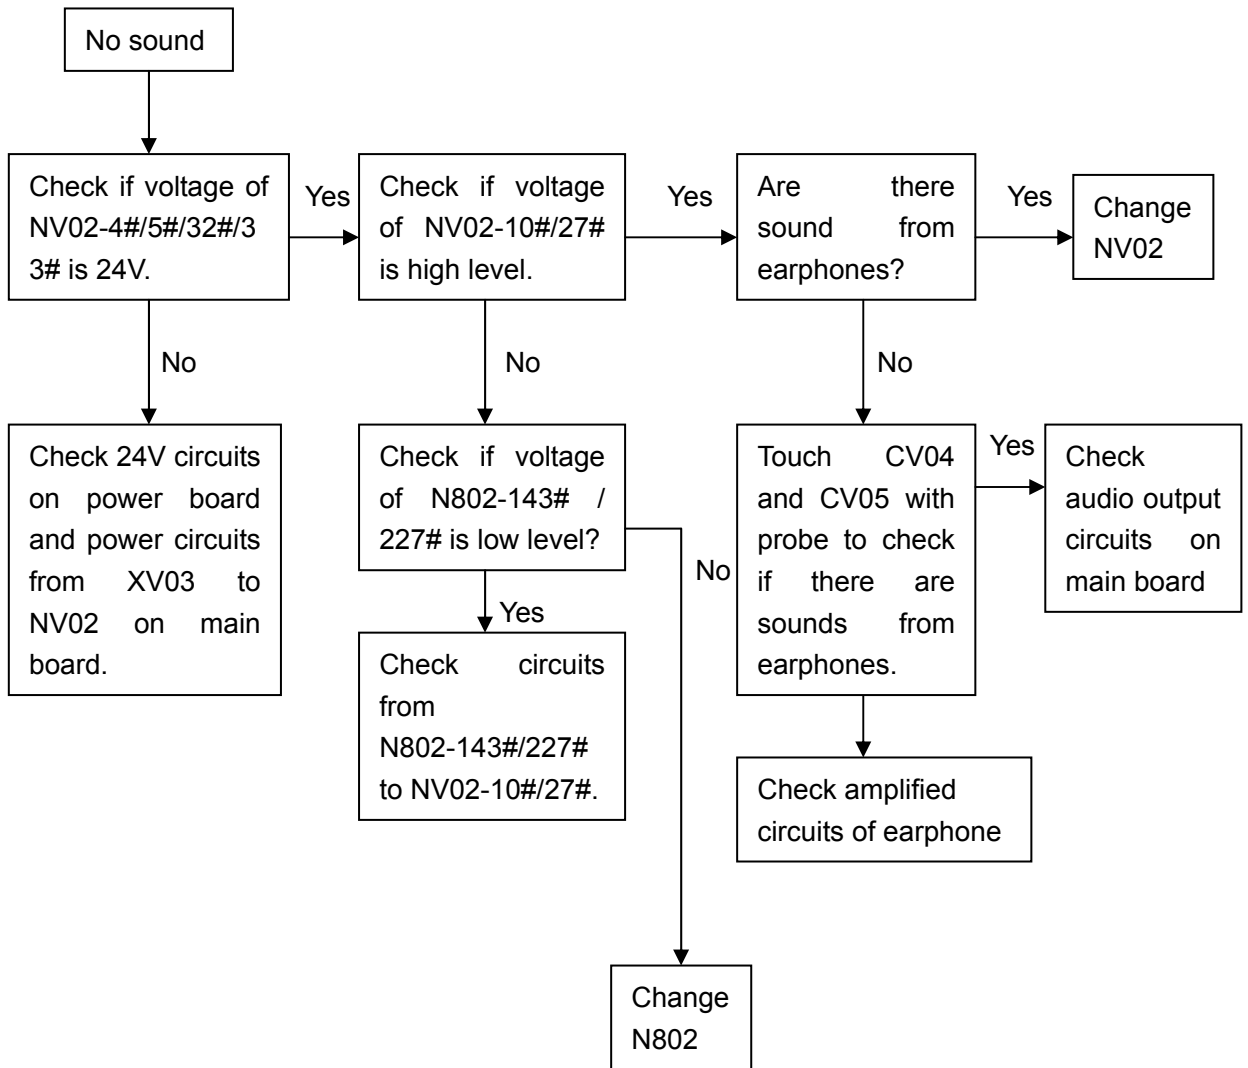 No sound
Check if voltage of
NV02-4#/5#/32#/3
3# is 24V.
Yes
Check if voltage
of NV02-10#/27#
is high level.
Yes
Are there
sound from
earphones?
Yes
Change
NV02
No
No
No
Check 24V circuits
on power board
and power circuits
from XV03 to
NV02 on main
board.
Check if voltage
of N802-143# /
227# is low level?
No
Yes
Check circuits
from
N802-143#/227#
to NV02-10#/27#.
Touch CV04
and CV05 with
probe to check
if there are
sounds from
earphones.
Yes
Check
audio output
circuits on
main board
Check amplified
circuits of earphone
Change
N802